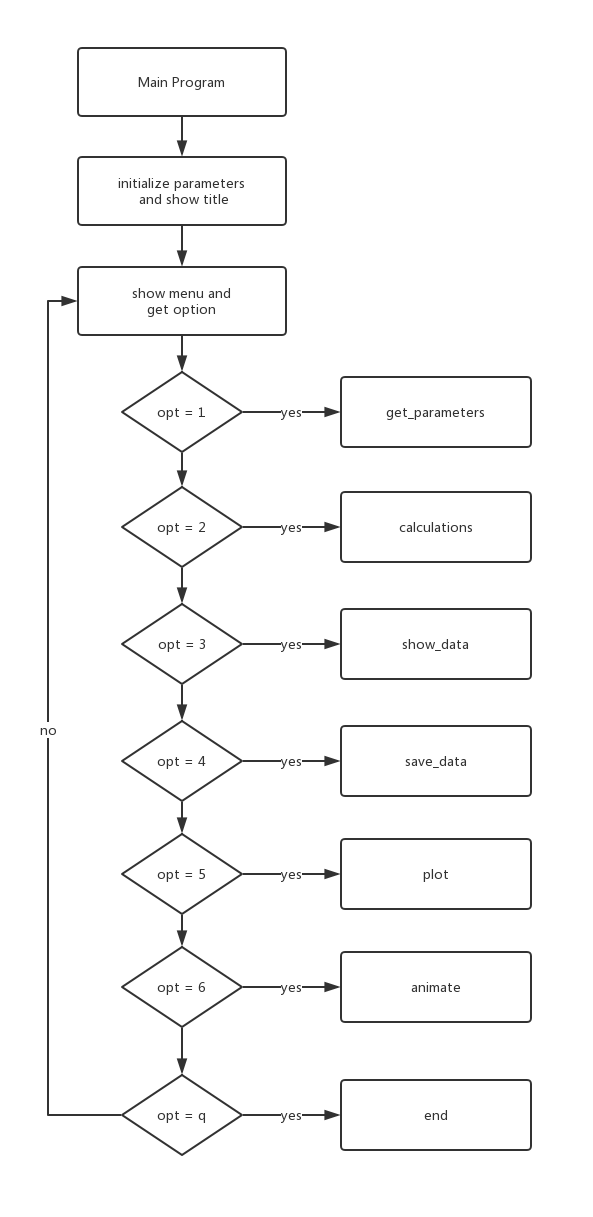 Main Program
initialize parameters
and show title
show menu and
get option
opt = 1
yes
get_parameters
opt = 2
yes
calculations
opt = 3
yes
show_data
no
opt = 4
yes
save_data
opt = 5
yes
plot
opt = 6
yes
animate
opt = q
yes
end